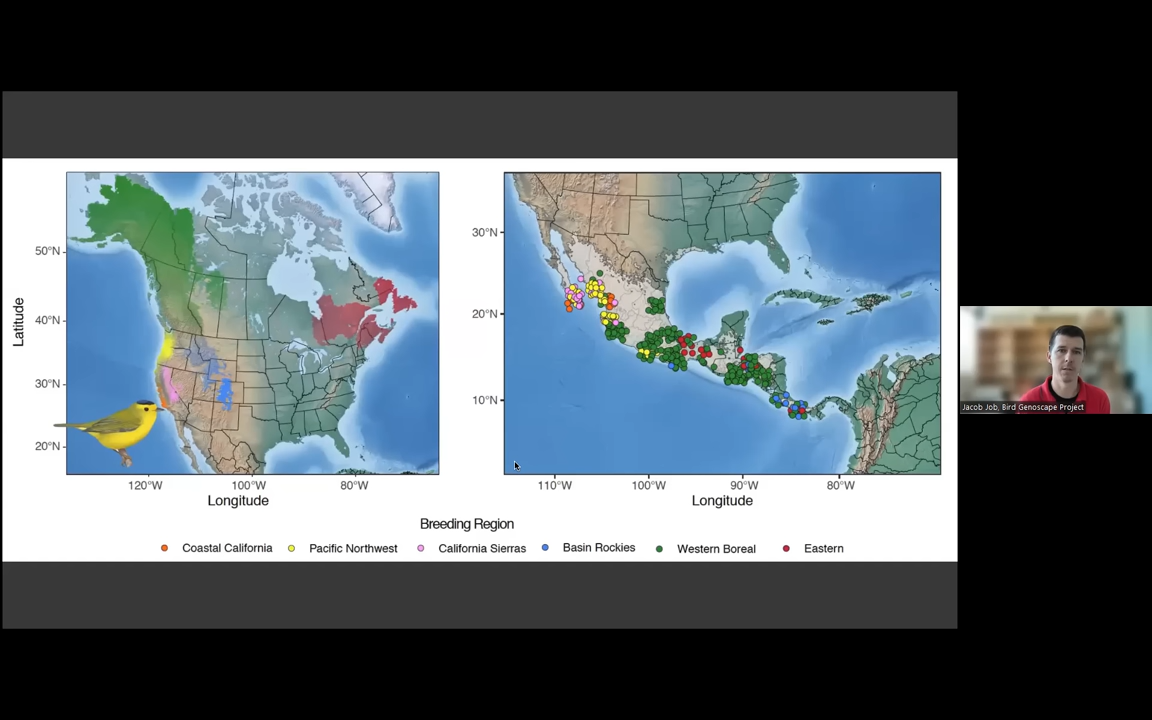 Latitude
50°N
40°N
30°N
20°N
120°W
100°W
80°W
Longitude
30°N
20°N
10°N
110°W
100°W
90°W
80°W
Longitude
Breeding Region
Coastal California
Pacific Northwest
California Sierras
Basin Rockies
Western Boreal
Eastern
Jacob Job, Bird Genoscape Project